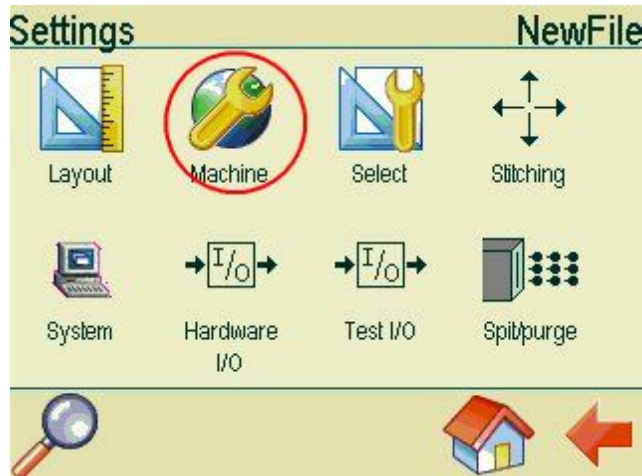 Settings NewFile
Layout Machine Select Stitching
I/O I/O
System Hardware I/O Test I/O Spit/purge